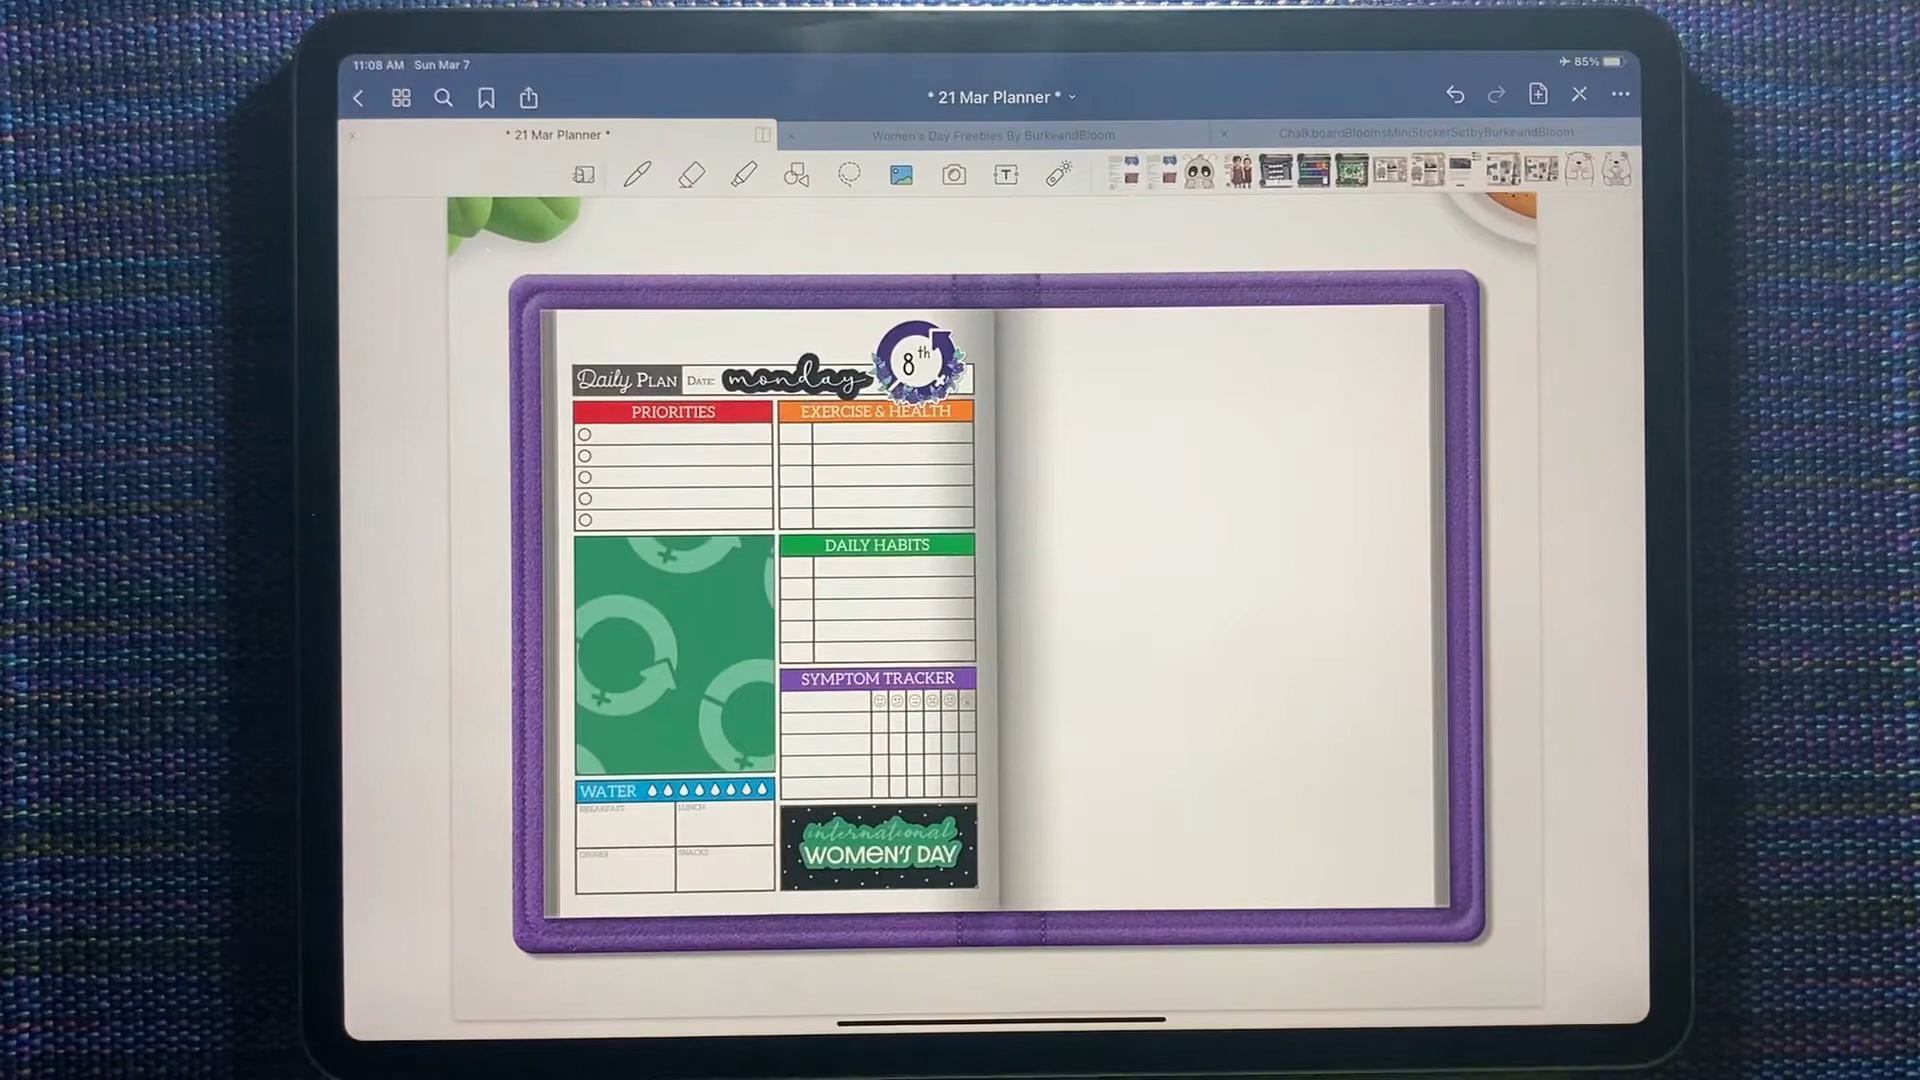 11:08 AM Sun Mar 7
85%
* 21 Mar Planner *
* 21 Mar Planner *
Women's Day Freebies By BurkeandBloom
ChalkboardBloomsMiniStickerSetbyBurkeandBloom
T
8th
Daily PLAN DATE: monday
PRIORITIES
EXERCISE & HEALTH
DAILY HABITS
SYMPTOM TRACKER
WATER
BREAKFAST LUNCH
DINNER SNACKS
international
WOMEN'S DAY